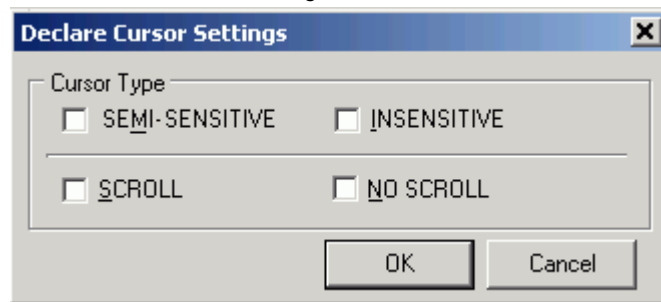 Declare Cursor Settings
Cursor Type
SEMI-SENSITIVE INSENSITIVE
SCROLL NO SCROLL
OK Cancel